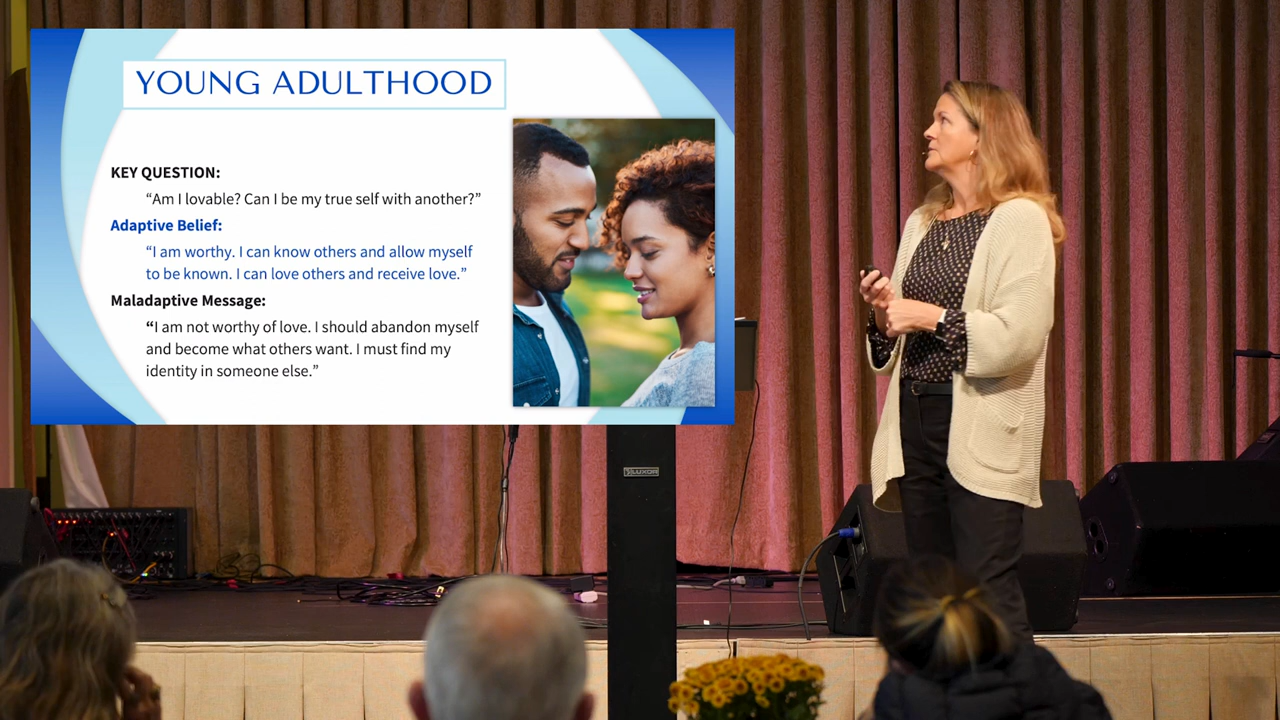 YOUNG ADULTHOOD
KEY QUESTION:
“Am I lovable? Can I be my true self with another?”
Adaptive Belief:
“I am worthy. I can know others and allow myself
to be known. I can love others and receive love.”
Maladaptive Message:
“I am not worthy of love. I should abandon myself
and become what others want. I must find my
identity in someone else.”
LUXOR